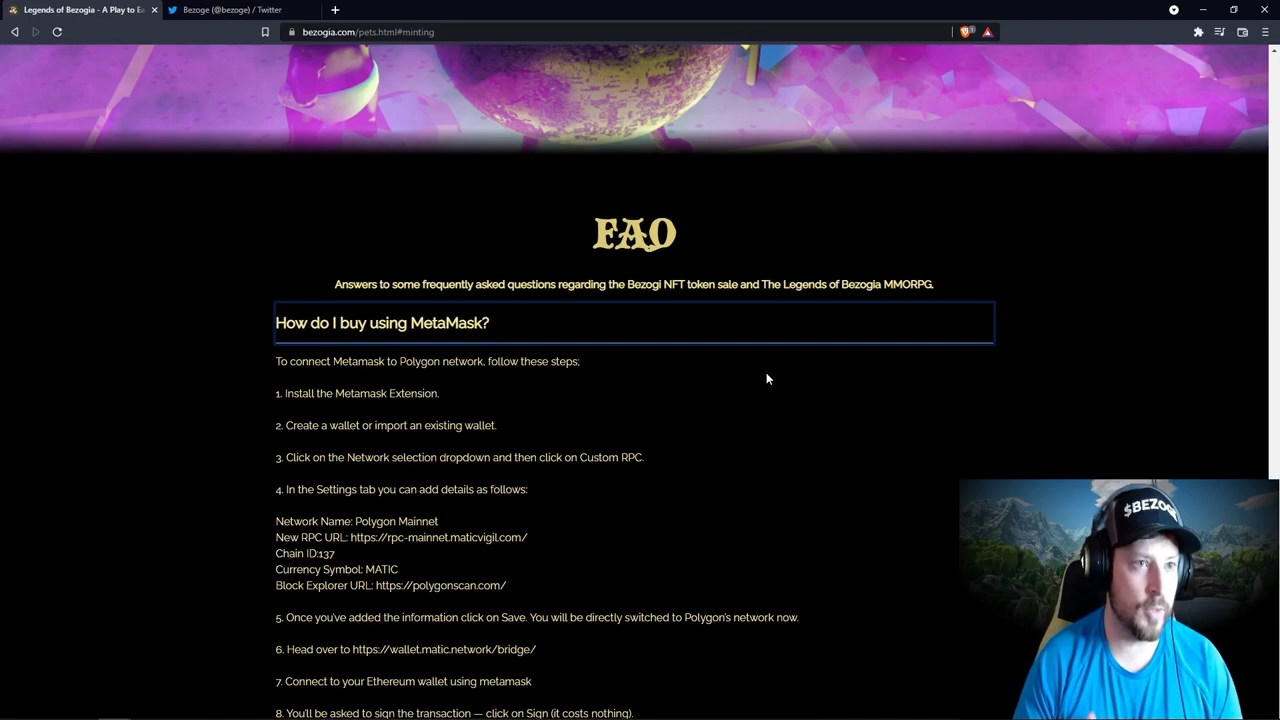 Legends of Bezogia - A Play to Ea
Bezoge (@bezoge) / Twitter
bezogia.com/pets.html#minting
1
FAQ
Answers to some frequently asked questions regarding the Bezogi NFT token sale and The Legends of Bezogia MMORPG.
How do I buy using MetaMask?
To connect Metamask to Polygon network, follow these steps;
1. Install the Metamask Extension.
2. Create a wallet or import an existing wallet.
3. Click on the Network selection dropdown and then click on Custom RPC.
4. In the Settings tab you can add details as follows:
Network Name: Polygon Mainnet
New RPC URL: https://rpc-mainnet.maticvigil.com/
Chain ID:137
Currency Symbol: MATIC
Block Explorer URL: https://polygonscan.com/
5. Once you've added the information click on Save. You will be directly switched to Polygon's network now.
6. Head over to https://wallet.matic.network/bridge/
7. Connect to your Ethereum wallet using metamask
8. You'll be asked to sign the transaction — click on Sign (it costs nothing).
$BEZOGE